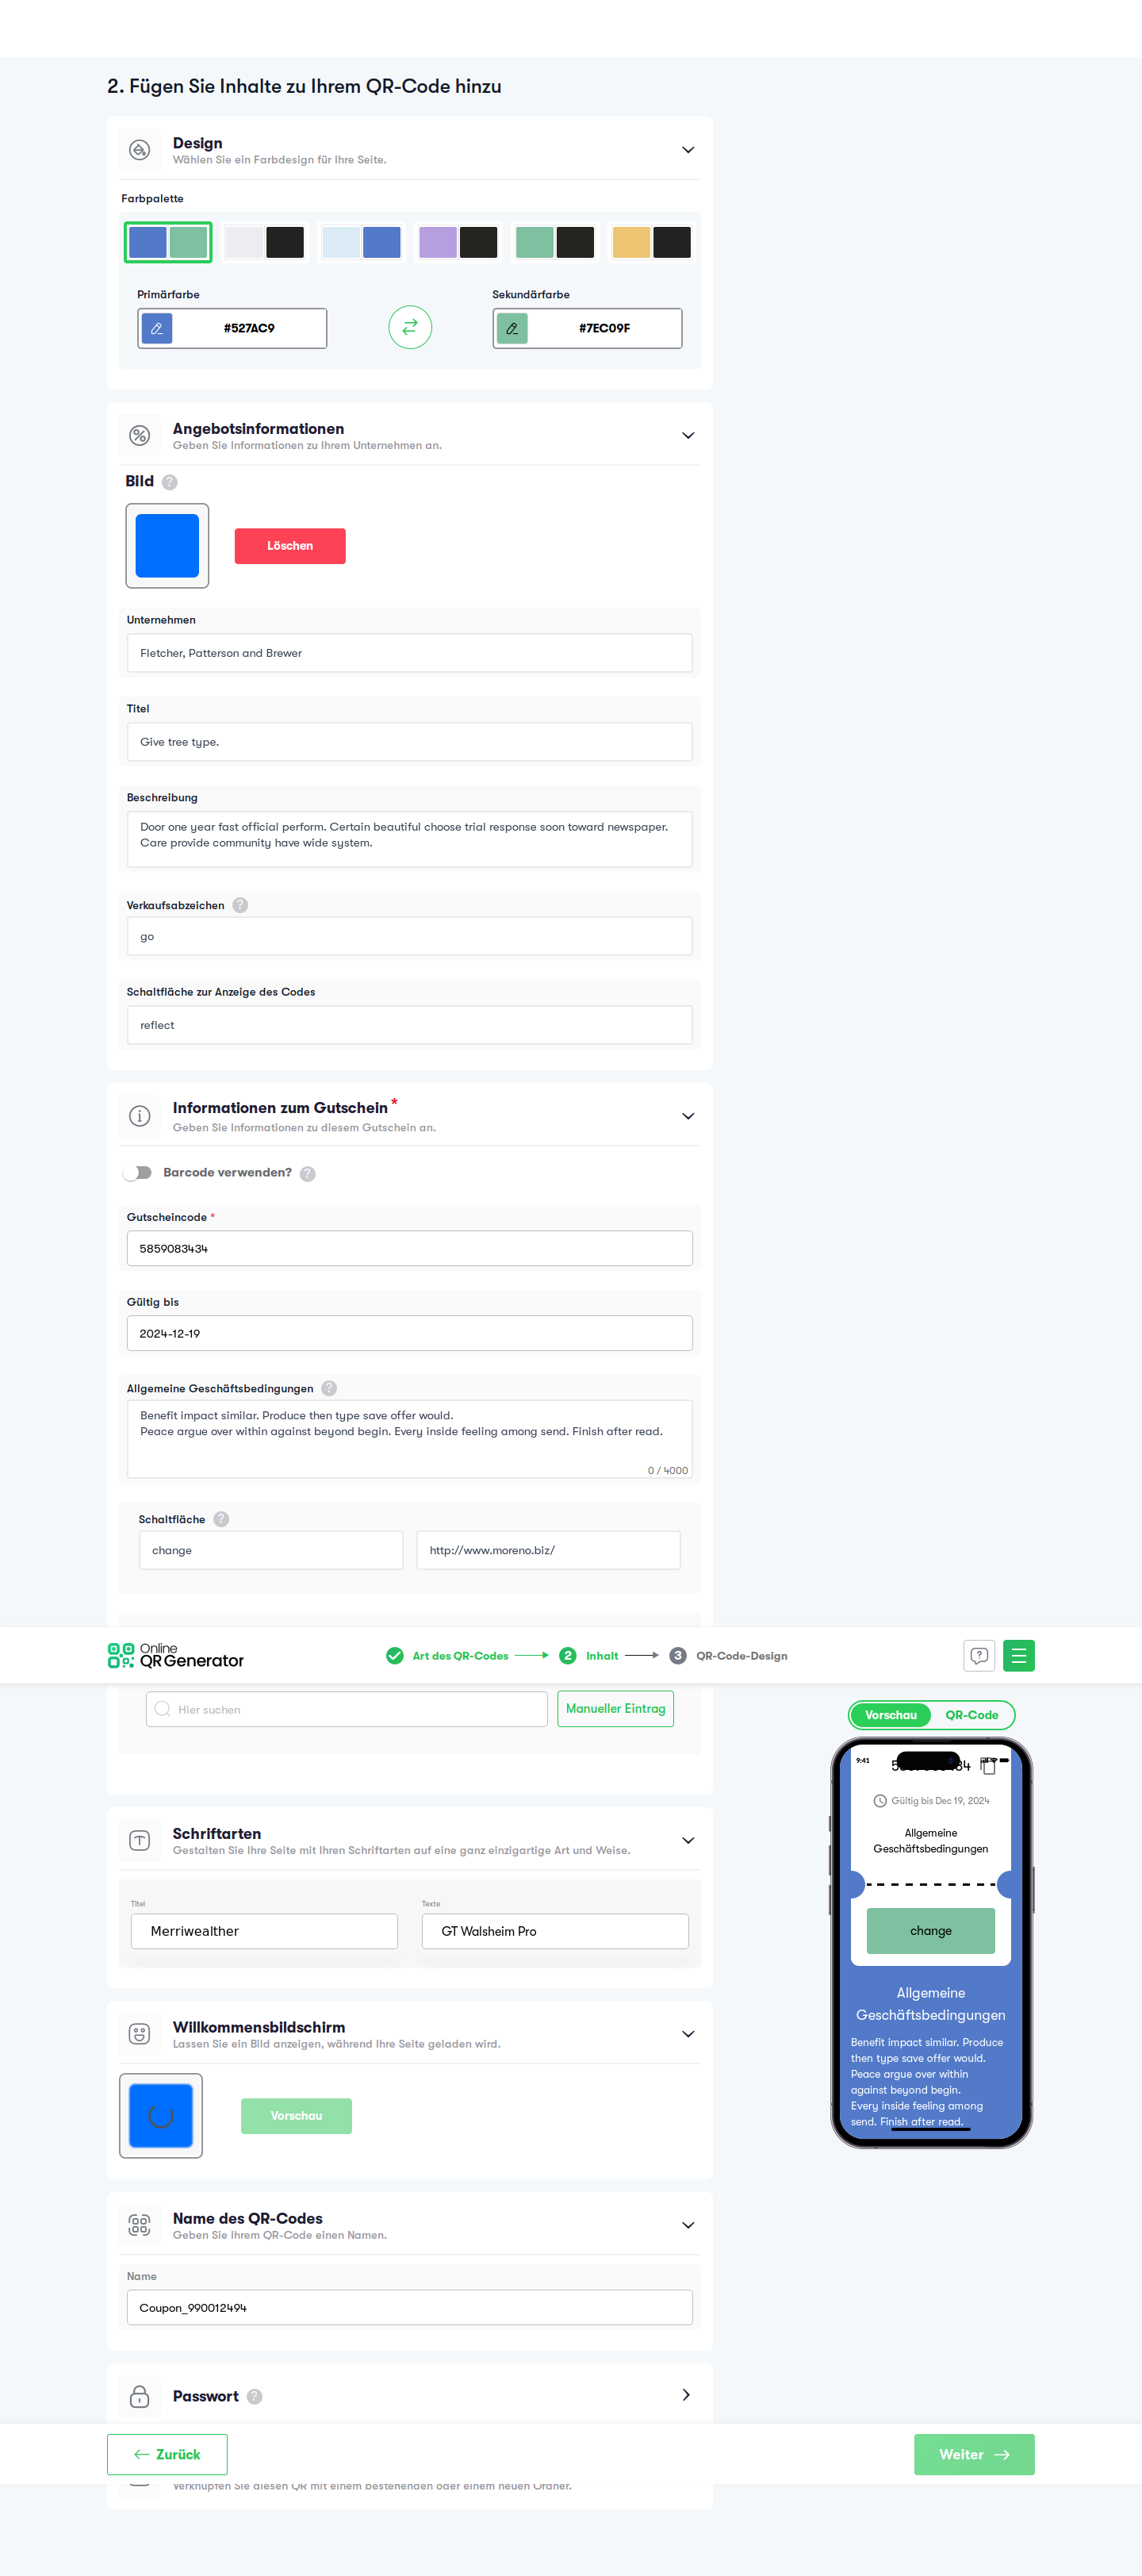 2. Fügen Sie Inhalte zu Ihrem QR-Code hinzu
Design
Wählen Sie ein Farbdesign für Ihre Seite.
Farbpalette
Primärfarbe
Sekundärfarbe
#527AC9
#7EC09F
Angebotsinformationen
Geben Sie Informationen zu Ihrem Unternehmen an.
Bild ?
Löschen
Unternehmen
Fletcher, Patterson and Brewer
Titel
Give tree type.
Beschreibung
Door one year fast official perform. Certain beautiful choose trial response soon toward newspaper.
Care provide community have wide system.
Verkaufsabzeichen ?
go
Schaltfläche zur Anzeige des Codes
reflect
Informationen zum Gutschein *
Geben Sie Informationen zu diesem Gutschein an.
Barcode verwenden? ?
Gutscheincode *
5859083434
Gültig bis
2024-12-19
Allgemeine Geschäftsbedingungen ?
Benefit impact similar. Produce then type save offer would.
Peace argue over within against beyond begin. Every inside feeling among send. Finish after read.
0 / 4000
Schaltfläche ?
change
http://www.moreno.biz/
Online
QR Generator
Art des QR-Codes
2 Inhalt
3 QR-Code-Design
Hier suchen
Manueller Eintrag
Schriftarten
Gestalten Sie Ihre Seite mit Ihren Schriftarten auf eine ganz einzigartige Art und Weise.
Titel
Texte
Merriwealther
GT Walsheim Pro
Willkommensbildschirm
Lassen Sie ein Bild anzeigen, während Ihre Seite geladen wird.
Vorschau
Name des QR-Codes
Geben Sie Ihrem QR-Code einen Namen.
Name
Coupon_990012494
Passwort ?
Zurück
Weiter
Verknüpfen Sie diesen QR mit einem bestehenden oder einem neuen Ordner.
Vorschau
QR-Code
9:41
Gültig bis Dec 19, 2024
Allgemeine
Geschäftsbedingungen
change
Allgemeine
Geschäftsbedingungen
Benefit impact similar. Produce
then type save offer would.
Peace argue over within
against beyond begin.
Every inside feeling among
send. Finish after read.